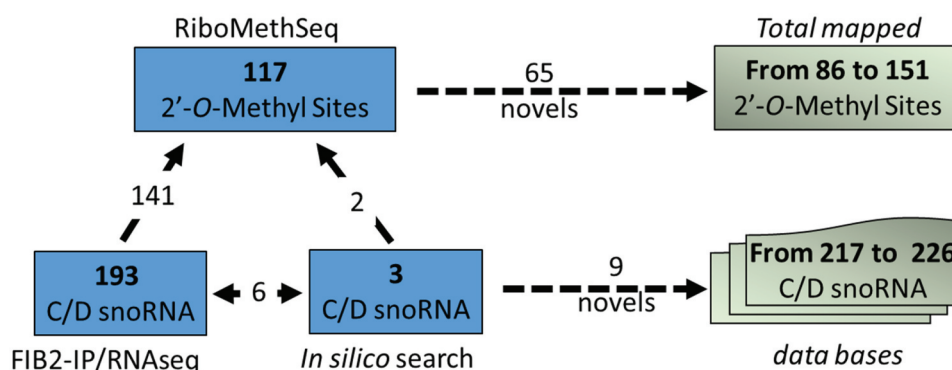 RiboMethSeq
117
2'-O-Methyl Sites
65
novels
Total mapped
From 86 to 151
2'-O-Methyl Sites
141
2
193
C/D snoRNA
FIB2-IP/RNAseq
6
3
C/D snoRNA
In silico search
9
novels
From 217 to 226
C/D snoRNA
data bases